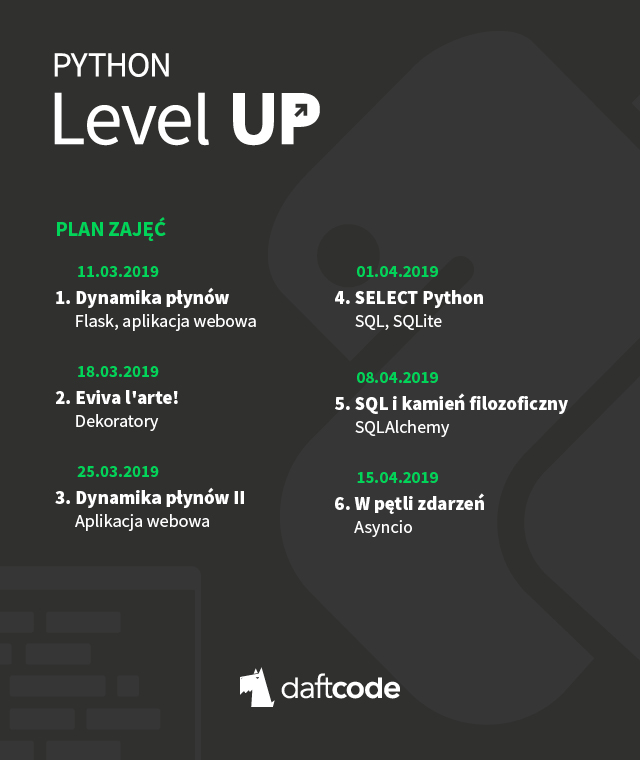 PYTHON
Level UP
PLAN ZAJĘĆ
11.03.2019
1. Dynamika płynów
Flask, aplikacja webowa
18.03.2019
2. Eviva l'arte!
Dekoratory
25.03.2019
3. Dynamika płynów II
Aplikacja webowa
01.04.2019
4. SELECT Python
SQL, SQLite
08.04.2019
5. SQL i kamień filozoficzny
SQLAlchemy
15.04.2019
6. W pętli zdarzeń
Asyncio
daftcode